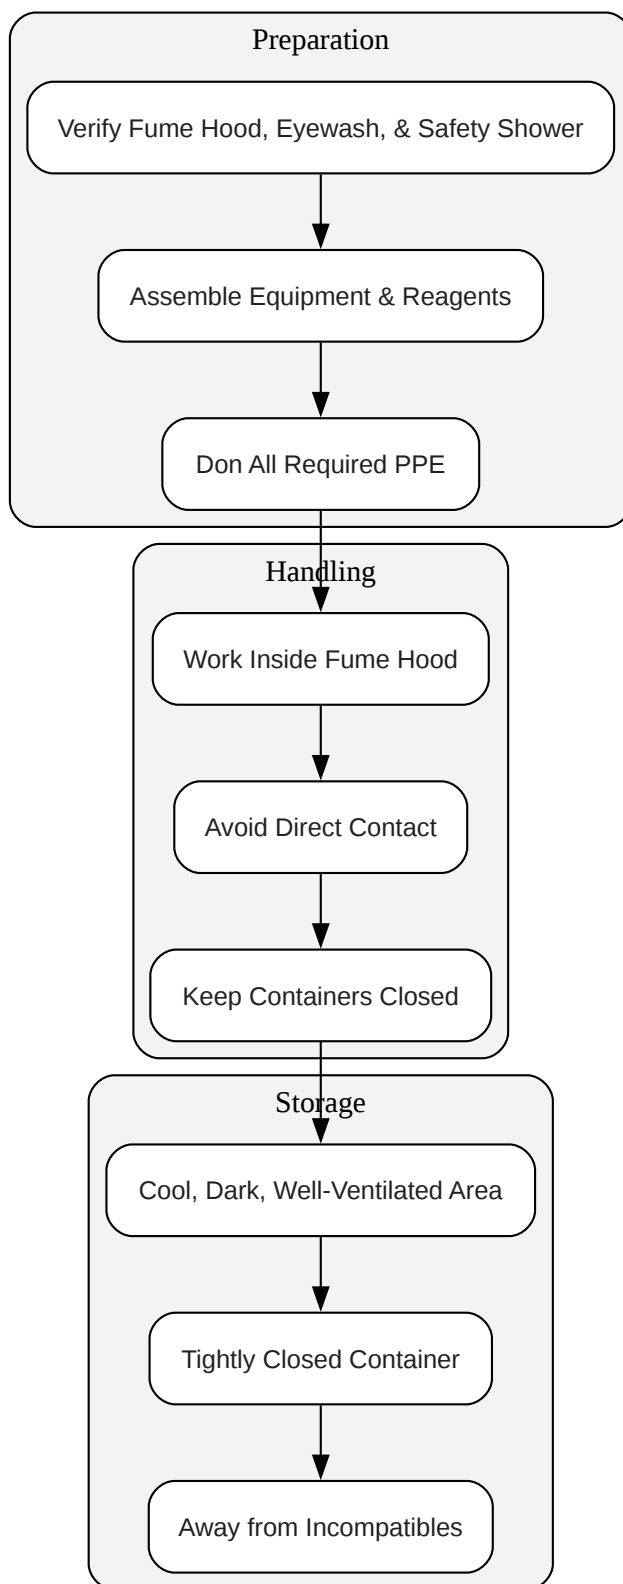 Preparation
Verify Fume Hood, Eyewash, & Safety Shower
Assemble Equipment & Reagents
Don All Required PPE
Handling
Work Inside Fume Hood
Avoid Direct Contact
Keep Containers Closed
Storage
Cool, Dark, Well-Ventilated Area
Tightly Closed Container
Away from Incompatibles